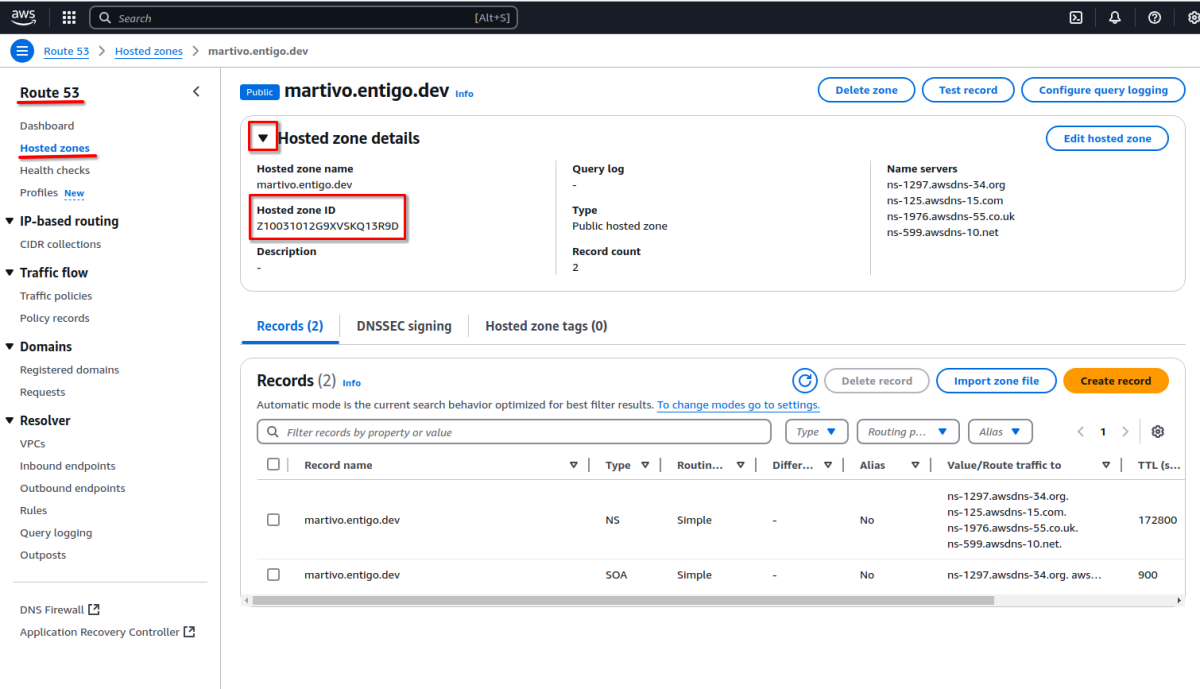 aws
Search [Alt+S]
Route 53 > Hosted zones > martivo.entigo.dev
Route 53
Dashboard
Hosted zones
Health checks
Profiles New
IP-based routing
CIDR collections
Traffic flow
Traffic policies
Policy records
Domains
Registered domains
Requests
Resolver
VPCs
Inbound endpoints
Outbound endpoints
Rules
Query logging
Outposts
DNS Firewall
Application Recovery Controller
Public martivo.entigo.dev Info
Delete zone Test record Configure query logging
Hosted zone details
Edit hosted zone
Hosted zone name
martivo.entigo.dev
Hosted zone ID
Z10031012G9XVSKQ13R9D
Description
-
Query log
-
Type
Public hosted zone
Record count
2
Name servers
ns-1297.awsdns-34.org
ns-125.awsdns-15.com
ns-1976.awsdns-55.co.uk
ns-599.awsdns-10.net
Records (2) DNSSEC signing Hosted zone tags (0)
Records (2) Info
Delete record Import zone file Create record
Automatic mode is the current search behavior optimized for best filter results. To change modes go to settings.
Filter records by property or value Type Routing p... Alias 1
Record name Type Routin... Differ... Alias Value/Route traffic to TTL (s...
martivo.entigo.dev NS Simple - No
ns-1297.awsdns-34.org.
ns-125.awsdns-15.com.
ns-1976.awsdns-55.co.uk.
ns-599.awsdns-10.net.
172800
martivo.entigo.dev SOA Simple - No ns-1297.awsdns-34.org. aws... 900